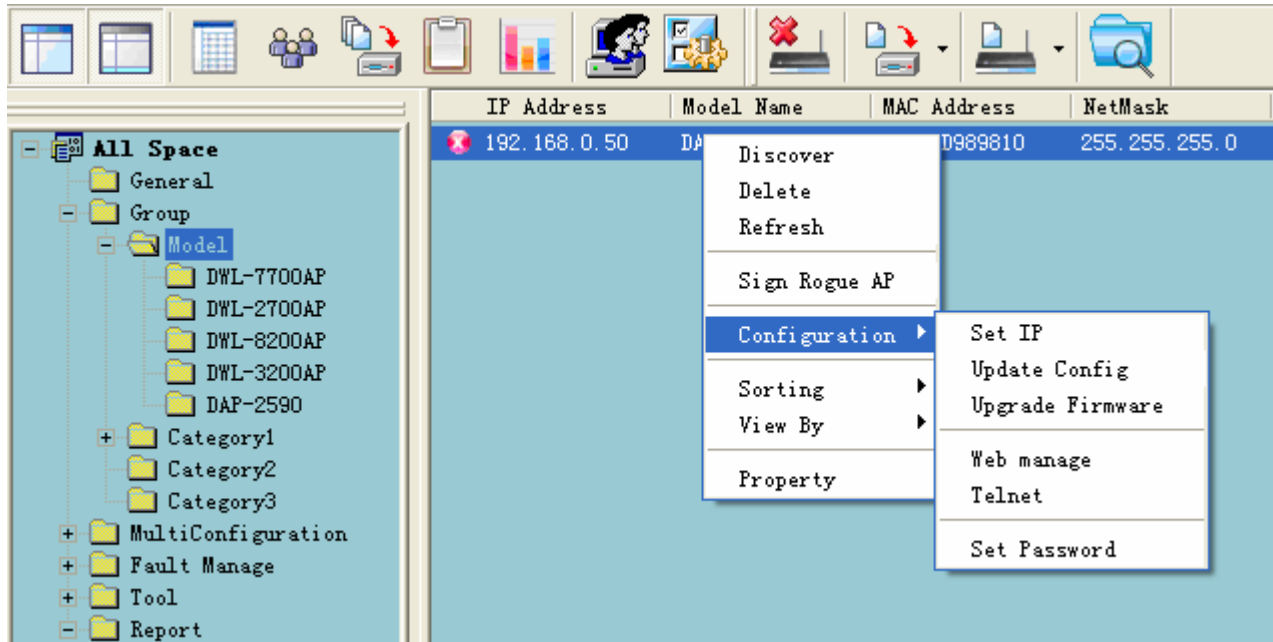 IP Address Model Name MAC Address NetMask
192.168.0.50 D989810 255.255.255.0
All Space
General
Group
Model
DWL-7700AP
DWL-2700AP
DWL-8200AP
DWL-3200AP
DAP-2590
Category1
Category2
Category3
MultiConfiguration
Fault Manage
Tool
Report
Discover
Delete
Refresh
Sign Rogue AP
Configuration
Sorting
View By
Property
Set IP
Update Config
Upgrade Firmware
Web manage
Telnet
Set Password